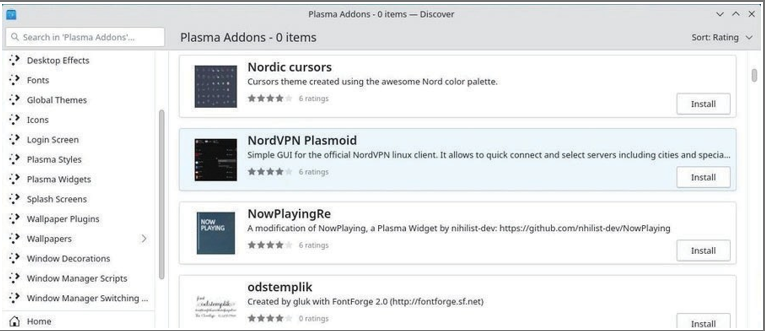 Plasma Addons - 0 items — Discover
Search in 'Plasma Addons'...
Plasma Addons - 0 items
Sort: Rating
Desktop Effects
Fonts
Global Themes
Icons
Login Screen
Plasma Styles
Plasma Widgets
Splash Screens
Wallpaper Plugins
Wallpapers
Window Decorations
Window Manager Scripts
Window Manager Switching ...
Home
Nordic cursors
Cursors theme created using the awesome Nord color palette.
6 ratings
Install
NordVPN Plasmoid
Simple GUI for the official NordVPN linux client. It allows to quick connect and select servers including cities and specia...
6 ratings
Install
NOW
PLAYING
NowPlayingRe
A modification of NowPlaying, a Plasma Widget by nihilist-dev: https://github.com/nhilist-dev/NowPlaying
6 ratings
Install
odstemplik
odstemplik
Created by gluk with FontForge 2.0 (http://fontforge.sf.net)
0 ratings
Install